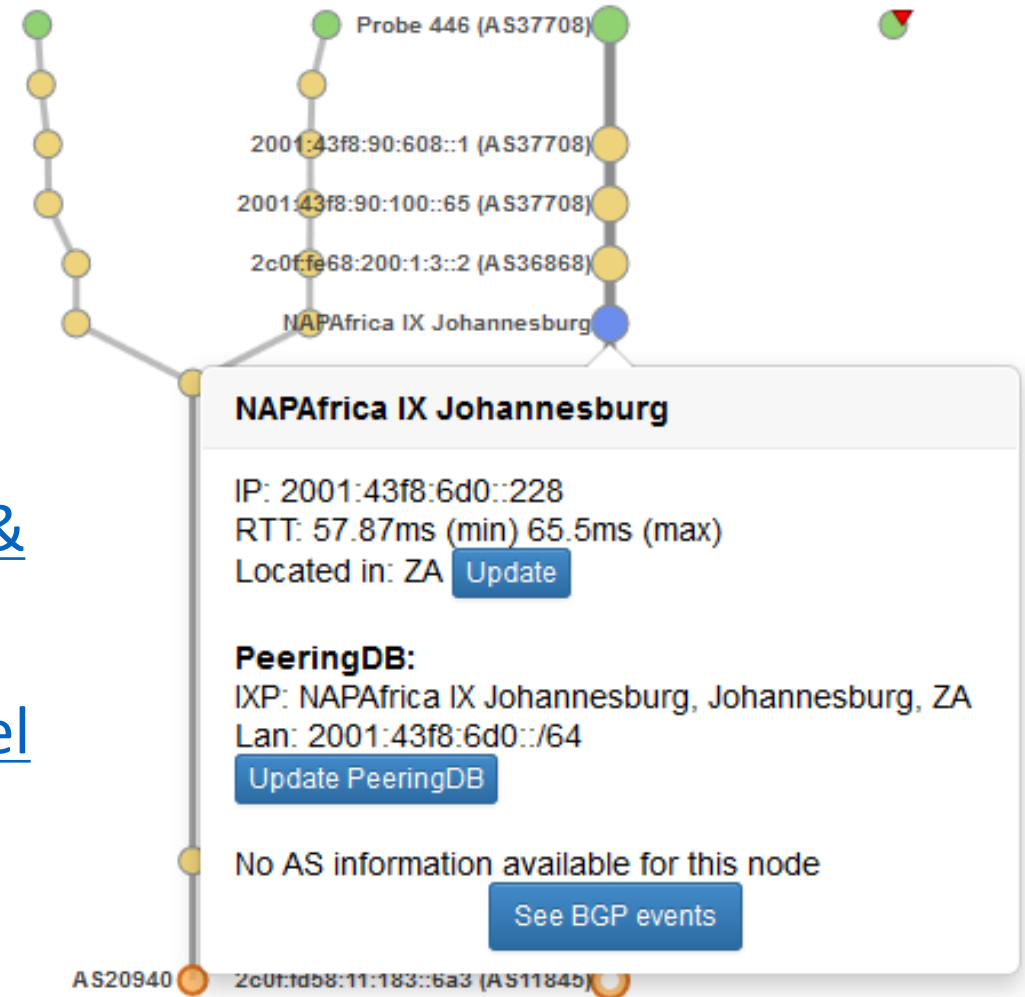 Probe 446 (AS37708)
2001:43f8:90:608::1 (AS37708)
2001:43f8:90:100::65 (AS37708)
2c0f:fe68:200:1:3::2 (AS36868)
NAPAfrica IX Johannesburg
NAPAfrica IX Johannesburg
IP: 2001:43f8:6d0::228
&
RTT: 57.87ms (min) 65.5ms (max)
Located in: ZA Update
PeeringDB:
IXP: NAPAfrica IX Johannesburg, Johannesburg, ZA
el
Lan: 2001:43f8:6d0::/64
Update PeeringDB
No AS information available for this node
See BGP events
AS20940 2c0f:fd58:11:183::6a3 (AS11845)